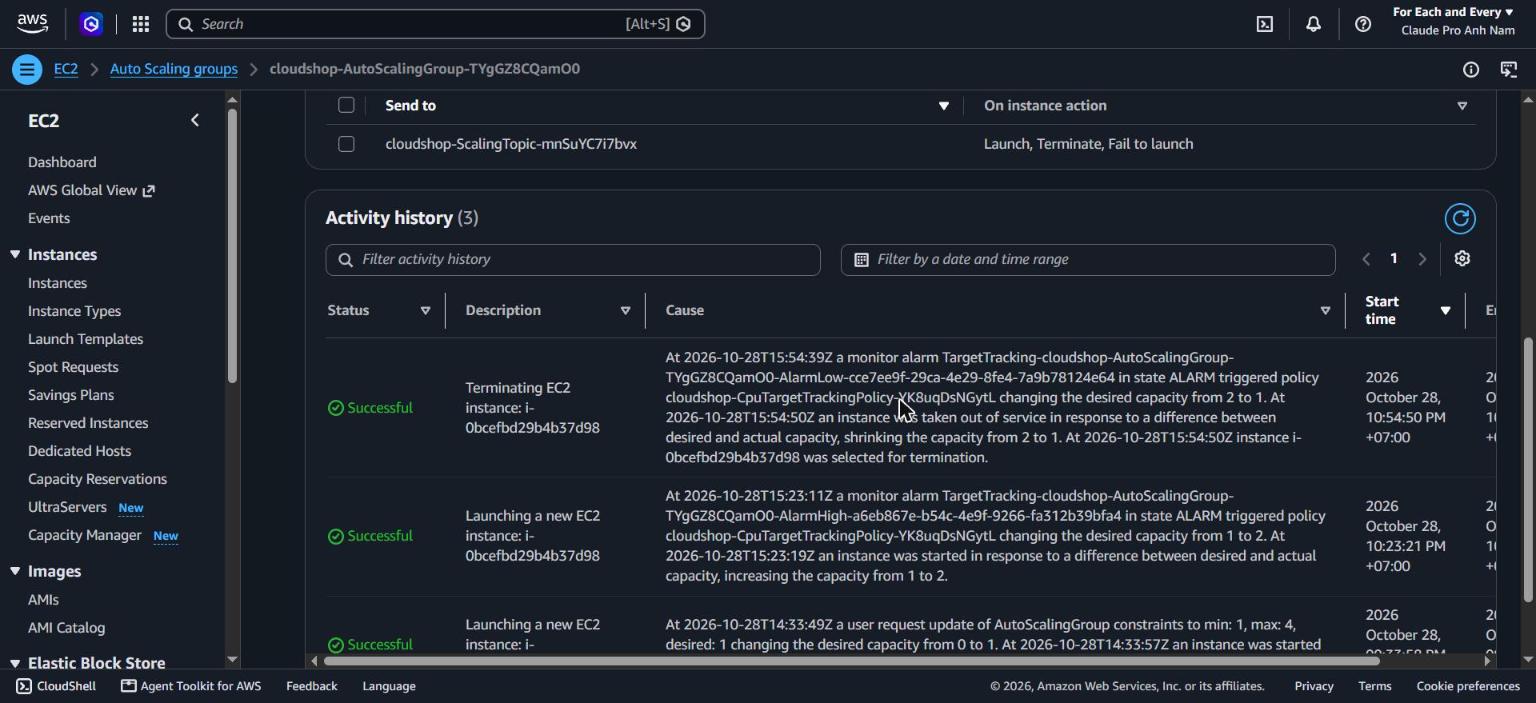 aws
Search
[Alt+S]
For Each and Every
Claude Pro Anh Nam
EC2
Auto Scaling groups
cloudshop-AutoScalingGroup-TYgGZ8CQamO0
EC2
Dashboard
AWS Global View
Events
Instances
Instances
Instance Types
Launch Templates
Spot Requests
Savings Plans
Reserved Instances
Dedicated Hosts
Capacity Reservations
UltraServers New
Capacity Manager New
Images
AMIs
AMI Catalog
Elastic Block Store
Send to
On instance action
cloudshop-ScalingTopic-mnSuYC7i7bvx
Launch, Terminate, Fail to launch
Activity history (3)
Filter activity history
Filter by a date and time range
1
Status
Description
Cause
Start
time
Successful
Terminating EC2
instance: i-
0bcefbd29b4b37d98
At 2026-10-28T15:54:39Z a monitor alarm TargetTracking-cloudshop-AutoScalingGroup-
TYgGZ8CQamO0-AlarmLow-cce7ee9f-29ca-4e29-8fe4-7a9b78124e64 in state ALARM triggered policy
cloudshop-CpuTargetTrackingPolicy-YK8uqDsNGytL changing the desired capacity from 2 to 1. At
2026-10-28T15:54:50Z an instance was taken out of service in response to a difference between
desired and actual capacity, shrinking the capacity from 2 to 1. At 2026-10-28T15:54:50Z instance i-
0bcefbd29b4b37d98 was selected for termination.
2026
October 28,
10:54:50 PM
+07:00
Successful
Launching a new EC2
instance: i-
0bcefbd29b4b37d98
At 2026-10-28T15:23:11Z a monitor alarm TargetTracking-cloudshop-AutoScalingGroup-
TYgGZ8CQamO0-AlarmHigh-a6eb867e-b54c-4e9f-9266-fa312b39bfa4 in state ALARM triggered policy
cloudshop-CpuTargetTrackingPolicy-YK8uqDsNGytL changing the desired capacity from 1 to 2. At
2026-10-28T15:23:19Z an instance was started in response to a difference between desired and actual
capacity, increasing the capacity from 1 to 2.
2026
October 28,
10:23:21 PM
+07:00
Successful
Launching a new EC2
instance: i-
At 2026-10-28T14:33:49Z a user request update of AutoScalingGroup constraints to min: 1, max: 4,
desired: 1 changing the desired capacity from 0 to 1. At 2026-10-28T14:33:57Z an instance was started
2026
October 28,
CloudShell
Agent Toolkit for AWS
Feedback
Language
© 2026, Amazon Web Services, Inc. or its affiliates.
Privacy
Terms
Cookie preferences